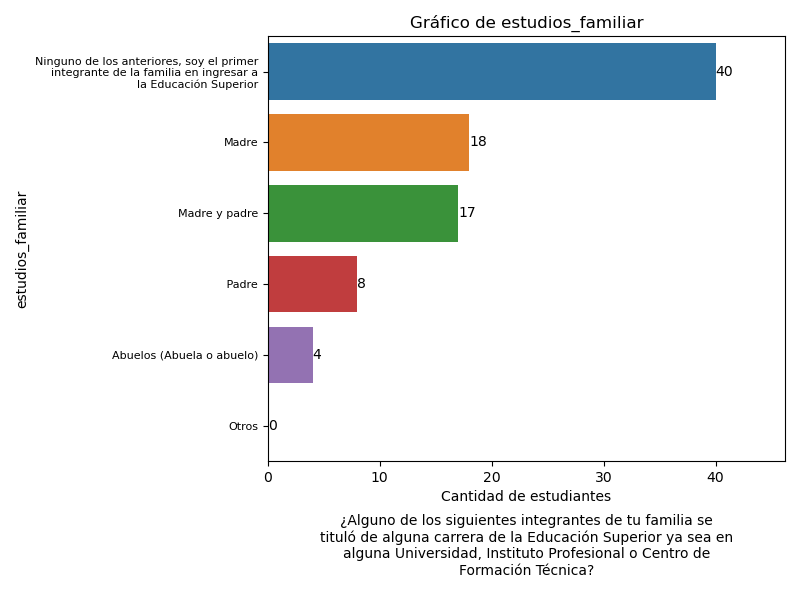 Gráfico de estudios_familiar
Ninguno de los anteriores, soy el primer
integrante de la familia en ingresar a
la Educación Superior
40
Madre
18
Madre y padre
17
Padre
8
Abuelos (Abuela o abuelo)
4
Otros
0
estudios_familiar
0 10 20 30 40
Cantidad de estudiantes
¿Alguno de los siguientes integrantes de tu familia se
tituló de alguna carrera de la Educación Superior ya sea en
alguna Universidad, Instituto Profesional o Centro de
Formación Técnica?